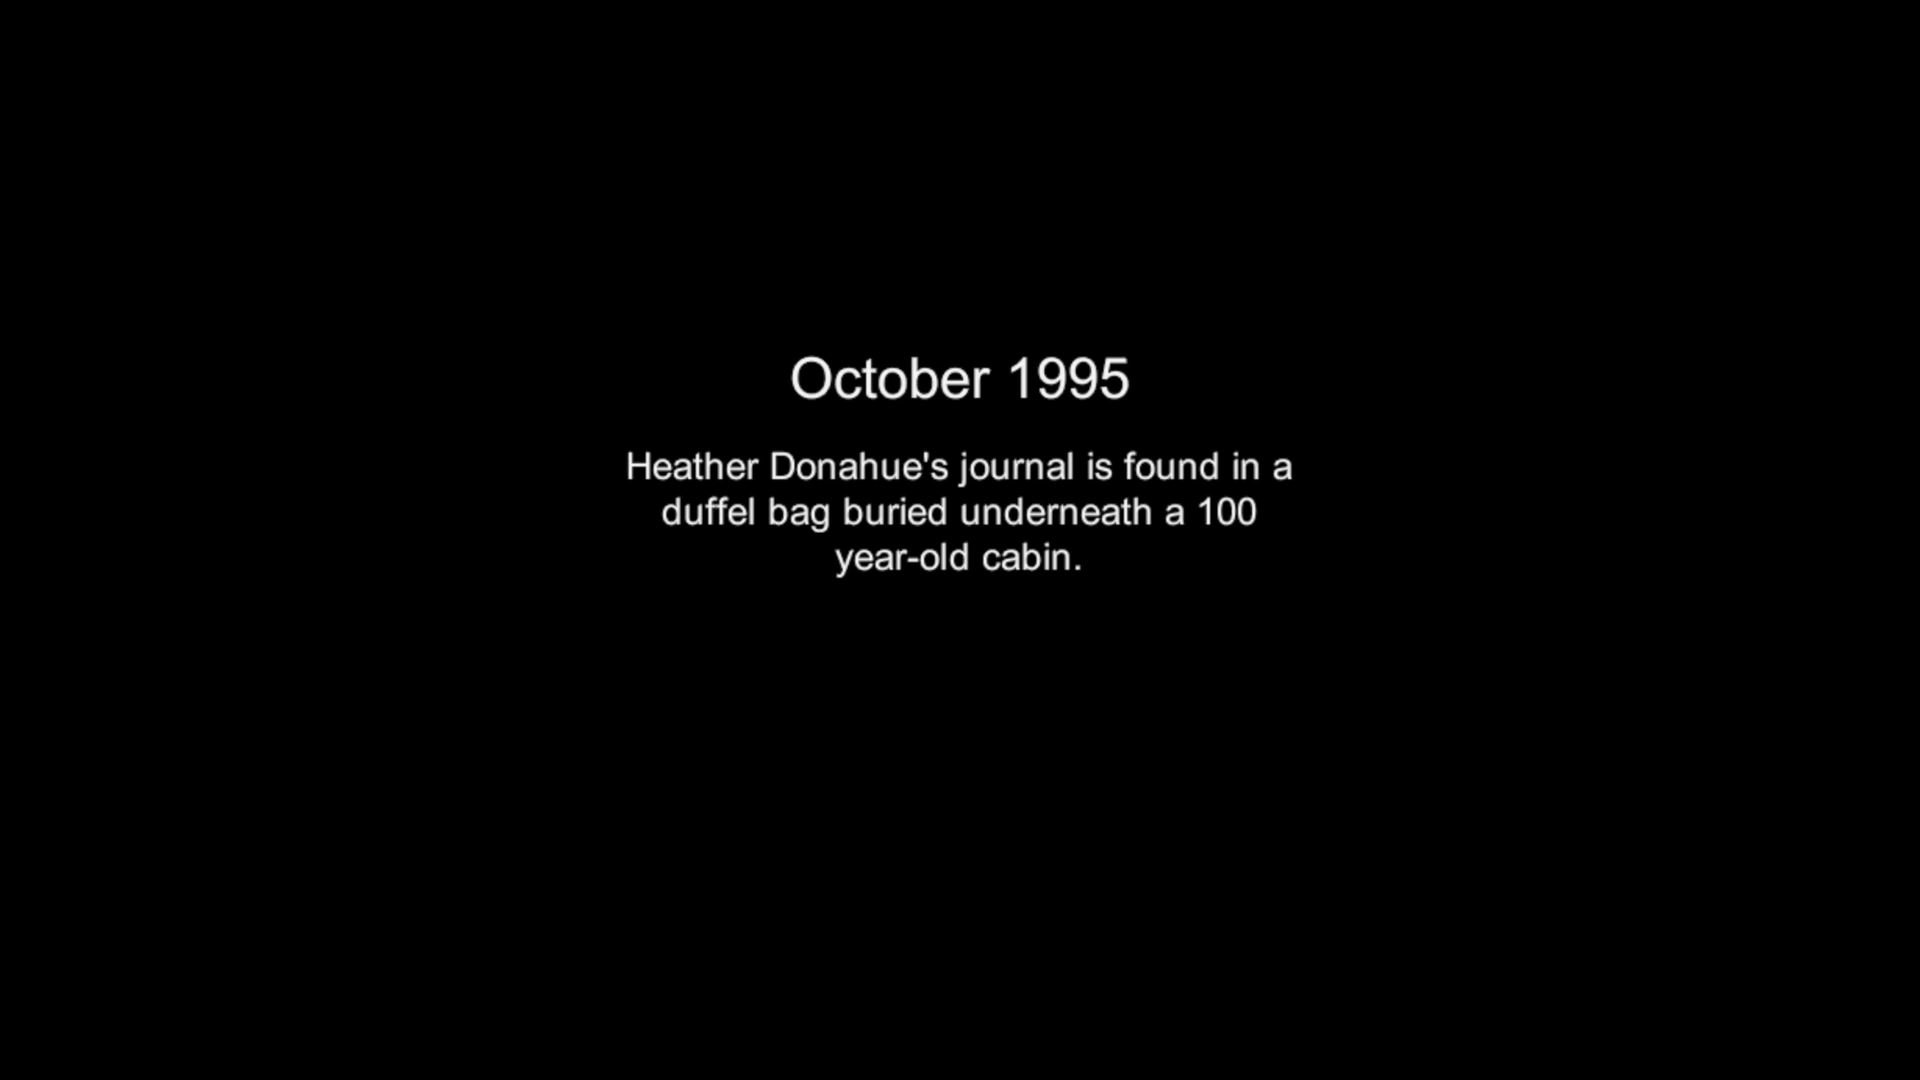 October 1995
Heather Donahue's journal is found in a
duffel bag buried underneath a 100
year-old cabin.